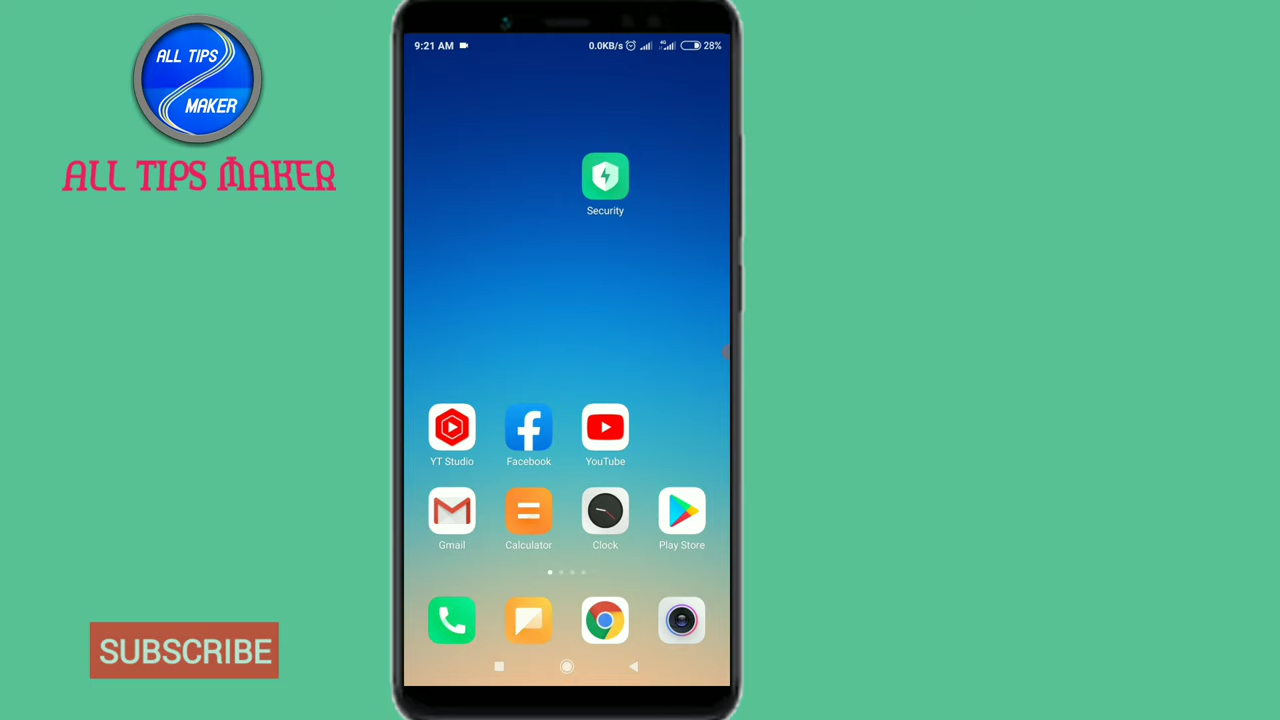 ALL TIPS
MAKER
ALL TIPS MAKER
SUBSCRIBE
9:21 AM 0.0KB/s 4G 28%
Security
YT Studio Facebook YouTube
Gmail Calculator Clock Play Store